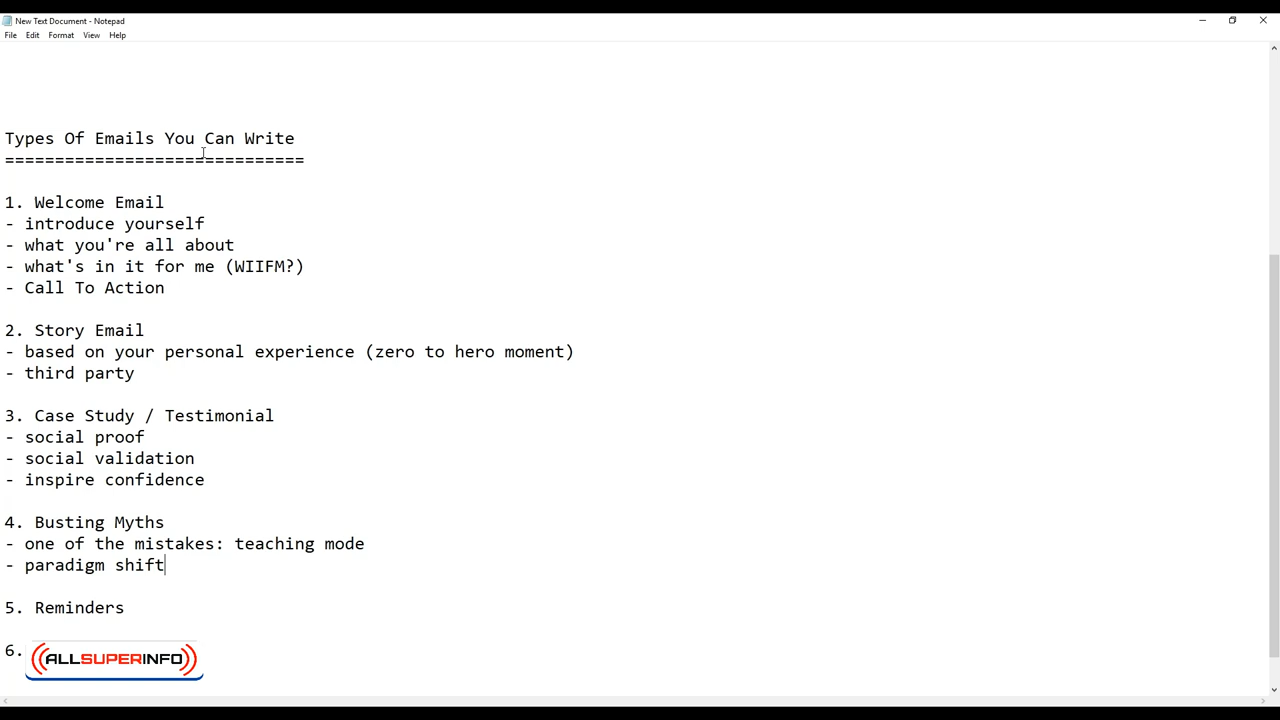 New Text Document - Notepad
File Edit Format View Help
Types Of Emails You Can Write
==============================
1. Welcome Email
- introduce yourself
- what you're all about
- what's in it for me (WIIFM?)
- Call To Action
2. Story Email
- based on your personal experience (zero to hero moment)
- third party
3. Case Study / Testimonial
- social proof
- social validation
- inspire confidence
4. Busting Myths
- one of the mistakes: teaching mode
- paradigm shift
5. Reminders
6.
ALLSUPERINFO